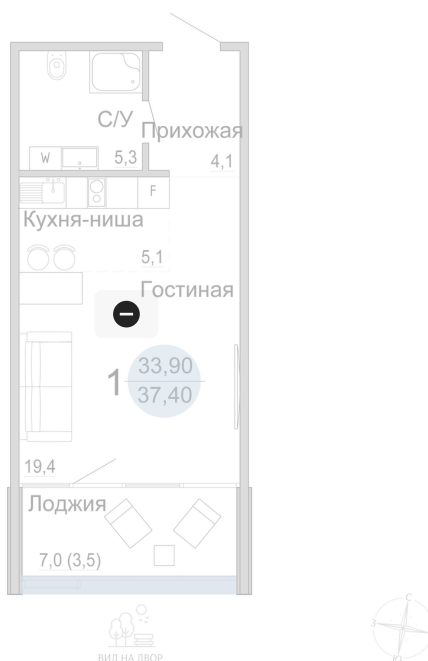 С/У
5,3
Прихожая
4,1
W
F
Кухня-ниша
5,1
Гостиная
1
33,90
37,40
19,4
Лоджия
7,0 (3,5)
ВИД НА ДВОР
С
З
Ю